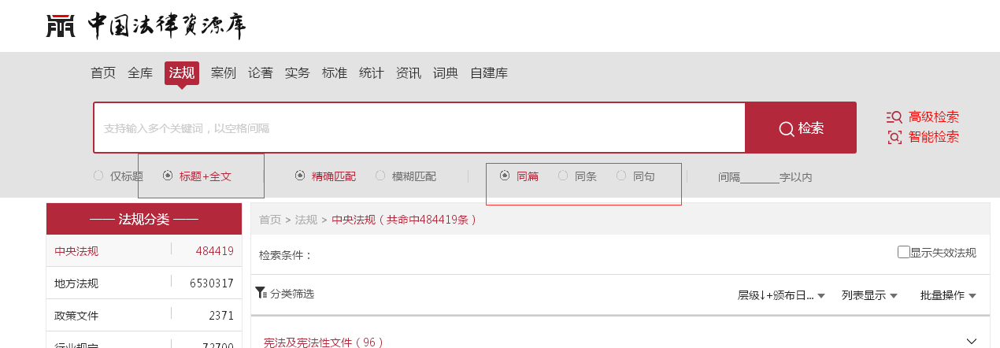 中国法律资源库
首页 全库 法规 案例 论著 实务 标准 统计 资讯 词典 自建库
支持输入多个关键词，以空格间隔
检索
高级检索
智能检索
仅标题 标题+全文 精确匹配 模糊匹配 同篇 同条 同句 间隔______字以内
—— 法规分类 ——
中央法规 484419
地方法规 6530317
政策文件 2371
行业规定 72700
首页 > 法规 > 中央法规（共命中484419条）
检索条件：
显示失效法规
分类筛选
层级↓+颁布日... 列表显示 批量操作
宪法及宪法性文件（96）